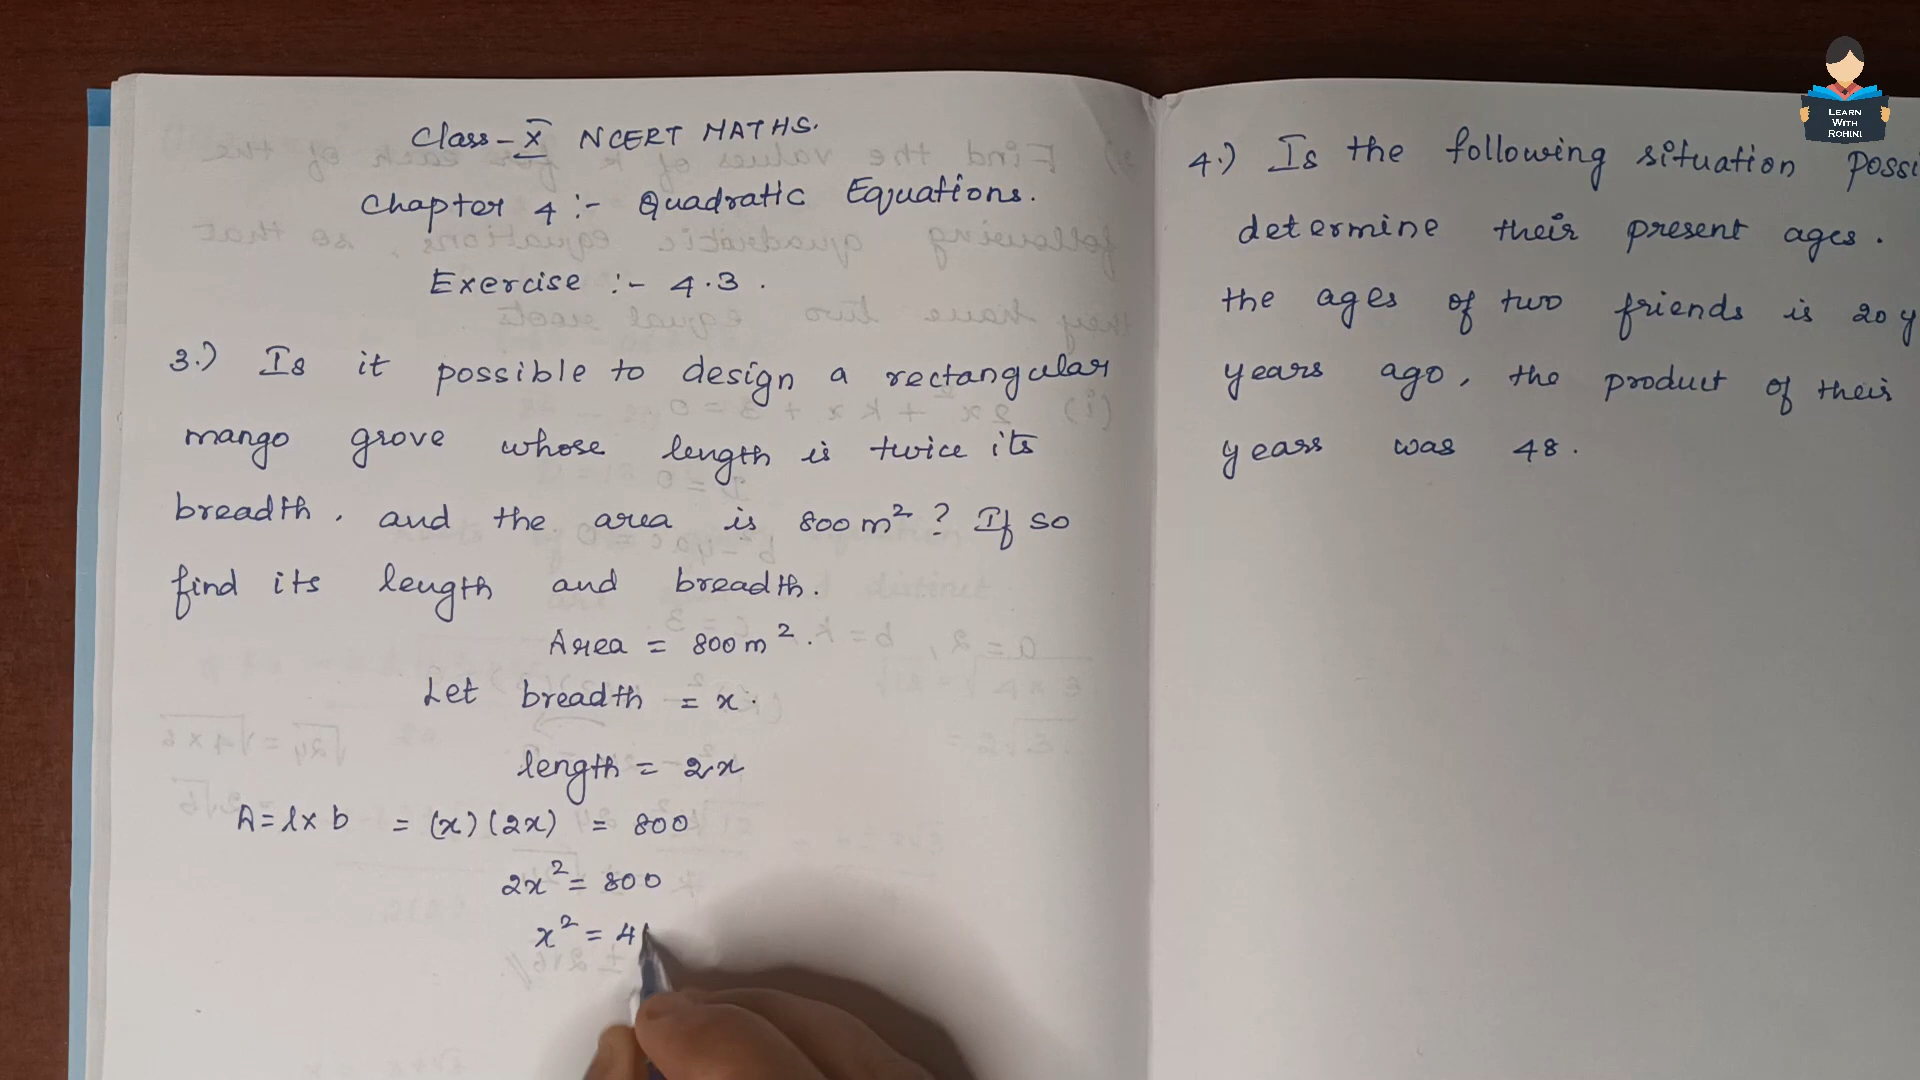 Class - X NCERT MATHS.
Chapter 4 :- Quadratic Equations.
Exercise :- 4.3.
3.) Is it possible to design a rectangular
mango grove whose length is twice its
breadth, and the area is 800 m² ? If so
find its length and breadth.
Area = 800 m².
Let breadth = x.
length = 2x
A = l x b = (x) (2x) = 800
2x² = 800
x² = 4
4.) Is the following situation possi
determine their present ages.
the ages of two friends is 20 y
years ago, the product of their
years was 48.
LEARN
WITH
ROHINI